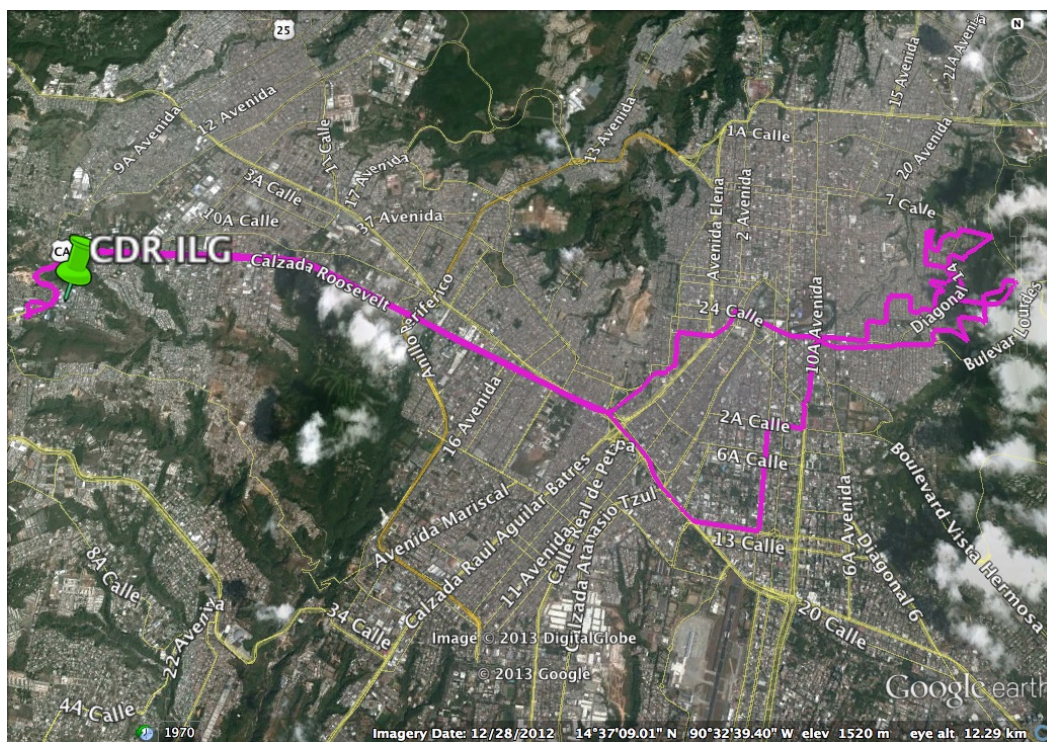 25
N
21A Avenida
15 Avenida
12 Avenida
9A Avenida
11 Calle
13 Avenida
1A Calle
20 Avenida
17 Avenida
3A Calle
2 Avenida
7 Calle
10A Calle
37 Avenida
Avenida Elena
CA
CDR ILG
Calzada Roosevelt
Anillo Periferico
24 Calle
14
Diagonal
10A Avenida
Bulevar Lourdes
16 Avenida
2A Calle
6A Calle
Boulevard Vista Hermosa
Avenida Mariscal
Calzada Raul Aguilar Batres
Calle Real de Petapa
Calzada Atanasio Tzul
11 Avenida
13 Calle
6A Avenida
Diagonal 6
8A Calle
22 Avenida
34 Calle
20 Calle
4A Calle
Image © 2013 DigitalGlobe
© 2013 Google
Google earth
1970
Imagery Date: 12/28/2012 14°37'09.01" N 90°32'39.40" W elev 1520 m eye alt 12.29 km